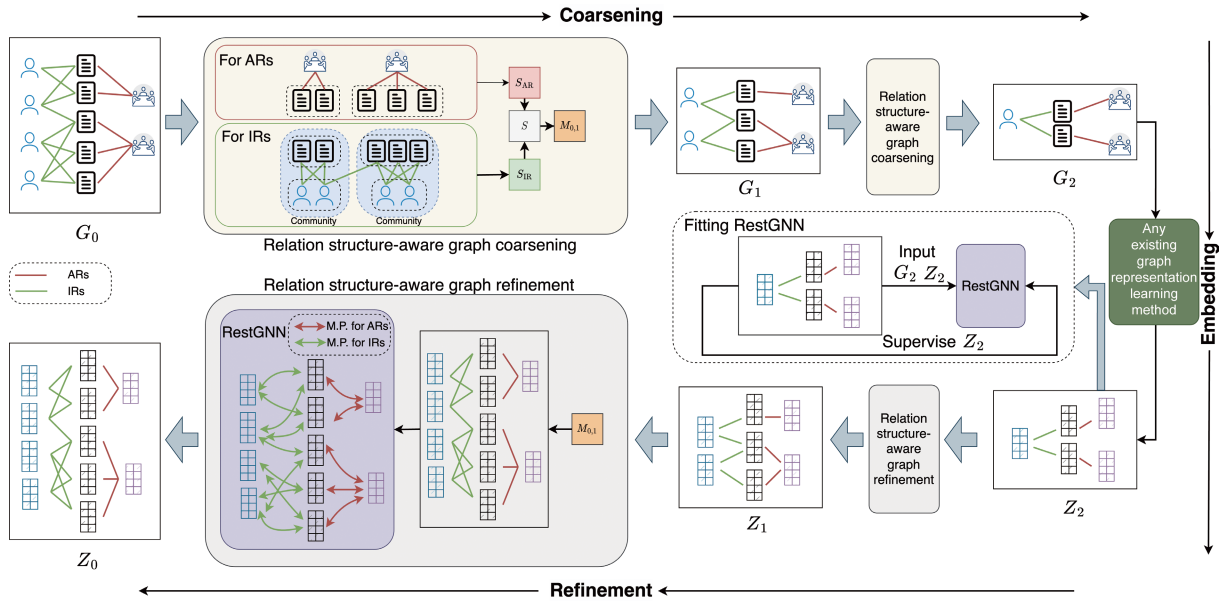 Coarsening
For ARs
For IRs
Community
Community
S_AR
S
S_IR
M_0,1
Relation structure-aware graph coarsening
G_0
G_1
Relation
structure-
aware
graph
coarsening
G_2
ARs
IRs
Any
existing
graph
representation
learning
method
Embedding
Fitting RestGNN
Input
G_2 Z_2
RestGNN
Supervise Z_2
Relation structure-aware graph refinement
RestGNN
M.P. for ARs
M.P. for IRs
M_0,1
Z_0
Z_1
Relation
structure-
aware
graph
refinement
Z_2
Refinement